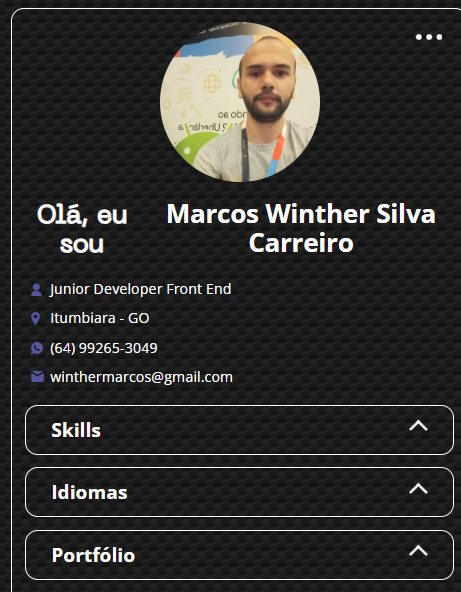 Olá, eu
sou
Marcos Winther Silva
Carreiro
Junior Developer Front End
Itumbiara - GO
(64) 99265-3049
winthermarcos@gmail.com
Skills
Idiomas
Portfólio